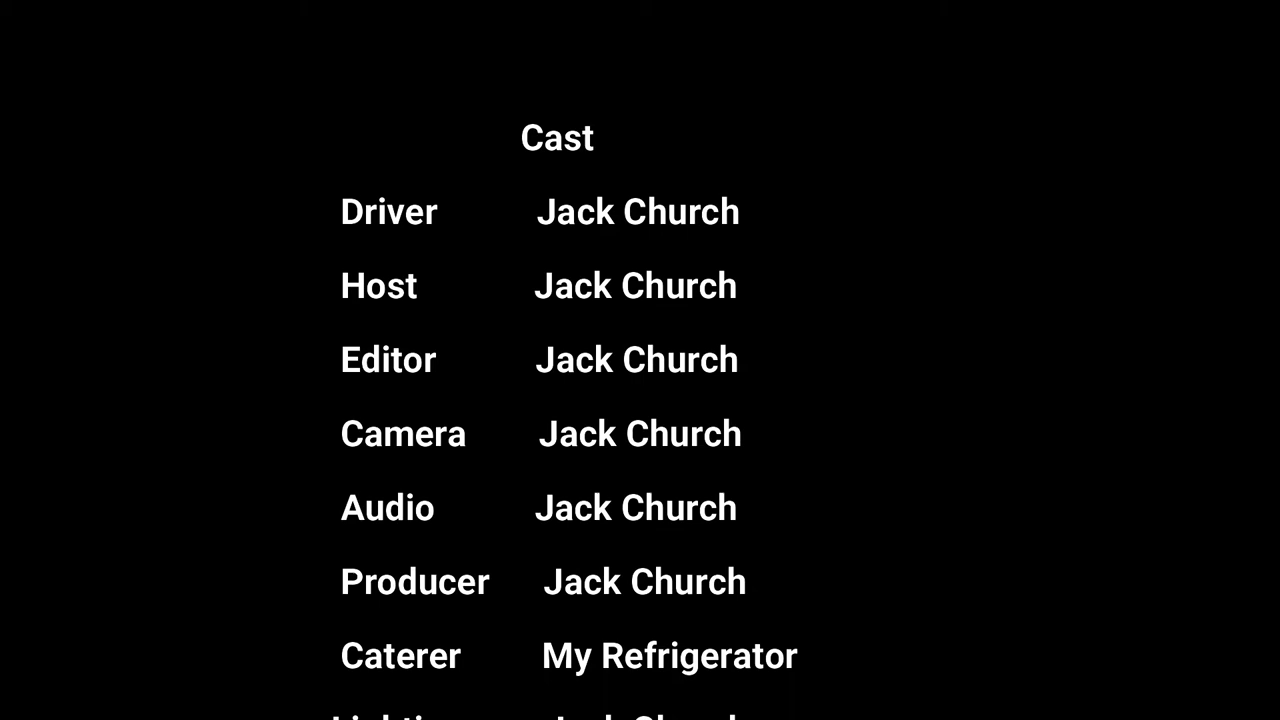 Cast
Driver Jack Church
Host Jack Church
Editor Jack Church
Camera Jack Church
Audio Jack Church
Producer Jack Church
Caterer My Refrigerator